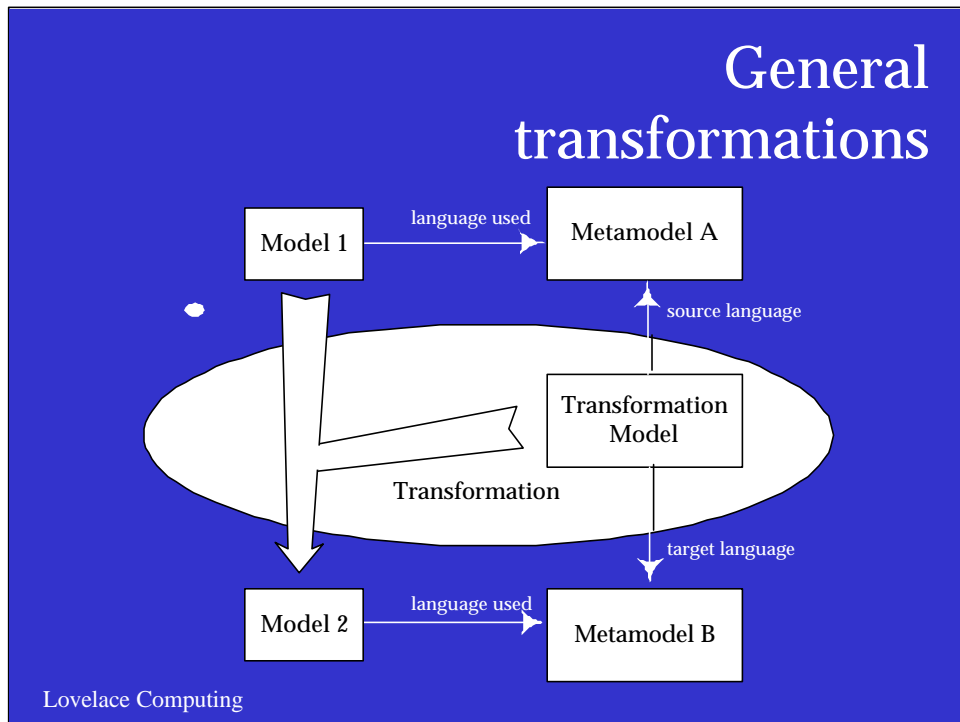 General
transformations
language used
Model 1
Metamodel A
source language
Transformation
Model
Transformation
target language
language used
Model 2
Metamodel B
Lovelace Computing